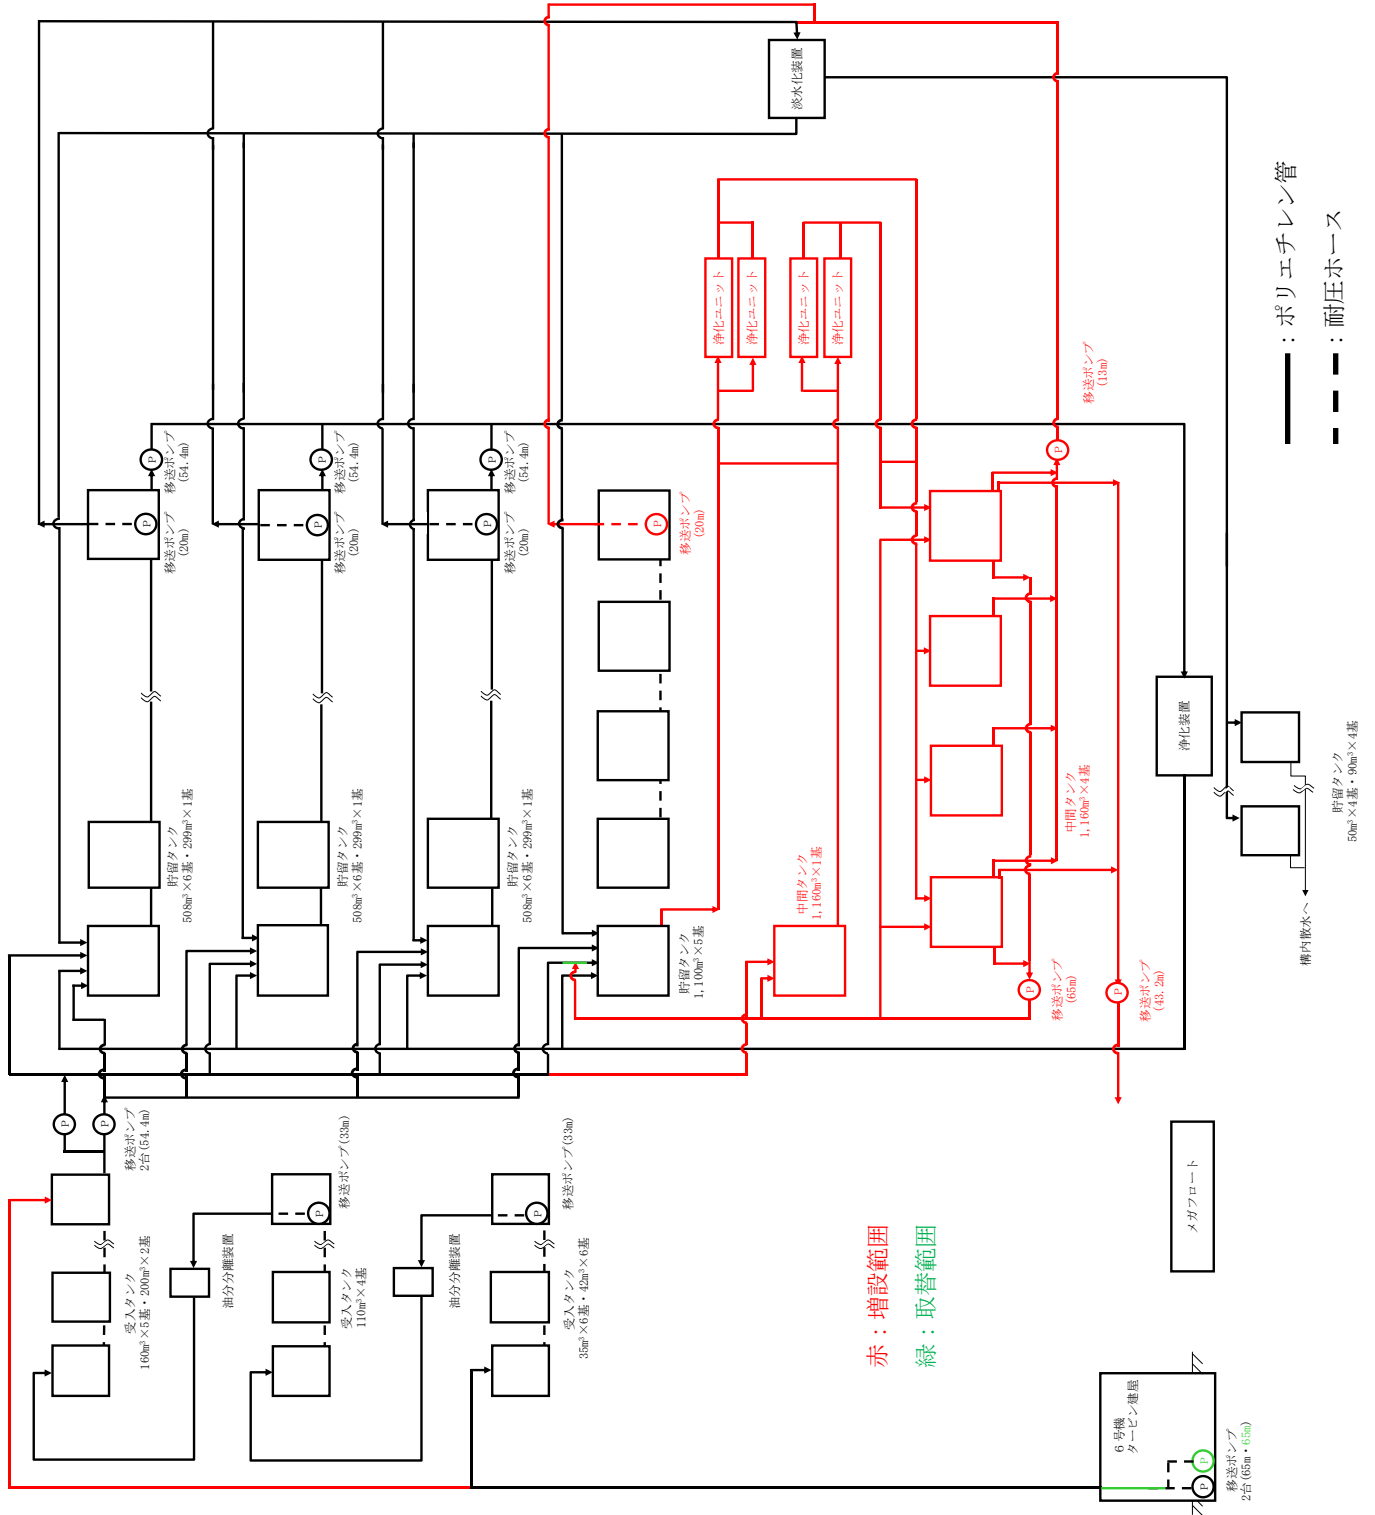 淡水化装置
：ポリエチレン管
：耐圧ホース
浄化ユニット
浄化ユニット
浄化ユニット
浄化ユニット
移送ポンプ
(13m)
P
P
P
P
移送ポンプ
(54.4m)
移送ポンプ
(54.4m)
移送ポンプ
(54.4m)
P
P
P
P
移送ポンプ
(20m)
移送ポンプ
(20m)
移送ポンプ
(20m)
移送ポンプ
(20m)
浄化装置
貯留タンク
508m³×6基・299m³×1基
貯留タンク
508m³×6基・299m³×1基
貯留タンク
508m³×6基・299m³×1基
中間タンク
1,160m³×4基
貯留タンク
50m³×4基・90m³×4基
中間タンク
1,160m³×1基
構内散水へ
貯留タンク
1,100m³×5基
P
移送ポンプ
(65m)
P
移送ポンプ
(43.2m)
P
P
移送ポンプ
2台(54.4m)
移送ポンプ(33m)
移送ポンプ(33m)
P
P
メガフロート
油分分離装置
油分分離装置
受入タンク
160m³×5基・200m³×2基
受入タンク
110m³×4基
受入タンク
35m³×6基・42m³×6基
赤：増設範囲
緑：取替範囲
6号機
タービン建屋
P
P
移送ポンプ
2台(65m・65m)